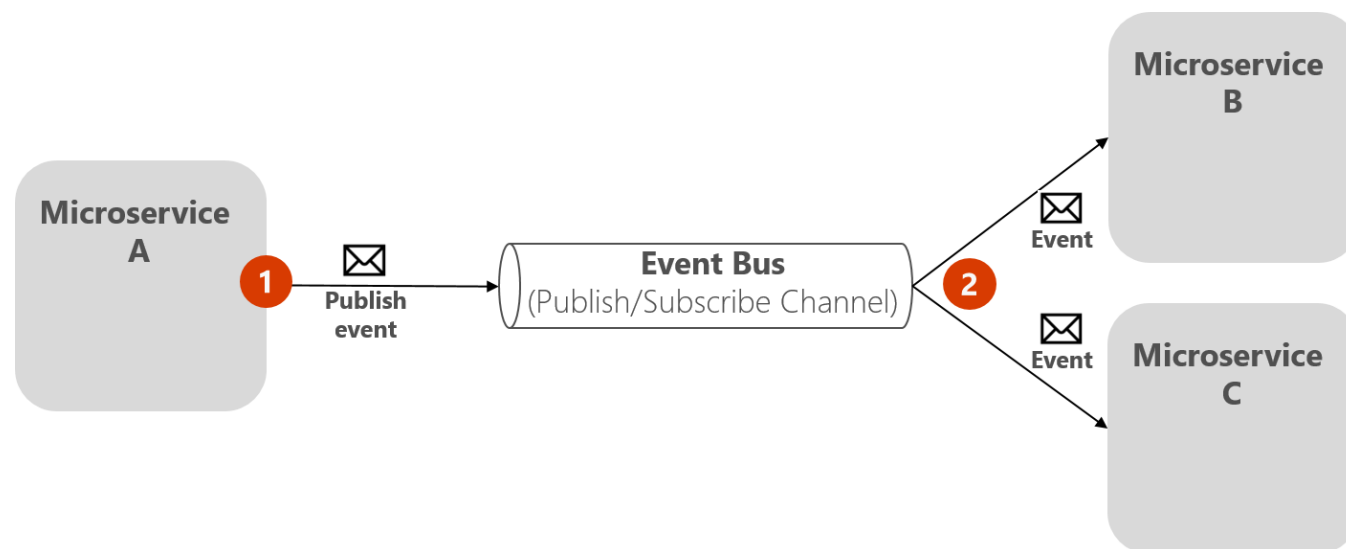 Microservice
A
1
Publish
event
Event Bus
(Publish/Subscribe Channel)
2
Event
Event
Microservice
B
Microservice
C